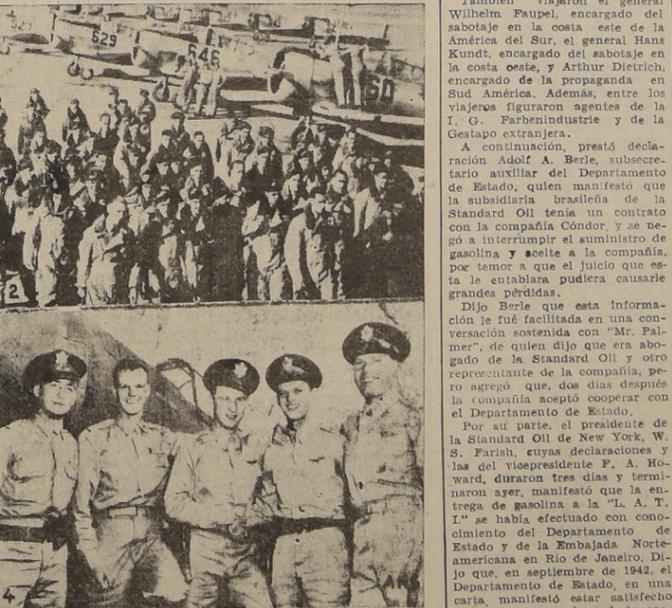 629
646
60
2
4
También viajaron el general
Wilhelm Faupel, encargado del
sabotaje en la costa este de la
América del Sur, el general Hans
Kundt, encargado del sabotaje en
la costa oeste, y Arthur Dietrich,
encargado de la propaganda en
Sud América. Además, entre los
viajeros figuraron agentes de la
I. G. Farbenindustrie y de la
Gestapo extranjera.
A continuación, prestó decla-
ración Adolf A. Berle, subsecre-
tario auxiliar del Departamento
de Estado, quien manifestó que
la subsidiaria brasileña de la
Standard Oil tenía un contrato
con la compañía Cóndor, y se ne-
gó a interrumpir el suministro de
gasolina y aceite a la compañía,
por temor a que el juicio que es-
ta le entablara pudiera causarle
grandes pérdidas.
Dijo Berle que esta informa-
ción le fué facilitada en una con-
versación sostenida con "Mr. Pal-
mer", de quien dijo que era abo-
gado de la Standard Oil y otro
representante de la compañía, pe-
ro agregó que, dos días después
la compañía aceptó cooperar con
el Departamento de Estado.
Por su parte, el presidente de
la Standard Oil de New York, W.
S. Farish, cuyas declaraciones y
las del vicepresidente F. A. Ho-
ward, duraron tres días y termi-
naron ayer, manifestó que la en-
trega de gasolina a la "L. A. T.
I." se había efectuado con cono-
cimiento del Departamento de
Estado y de la Embajada Norte-
americana en Río de Janeiro. Di-
jo que, en septiembre de 1942, el
Departamento de Estado, en una
carta manifestó estar satisfecho